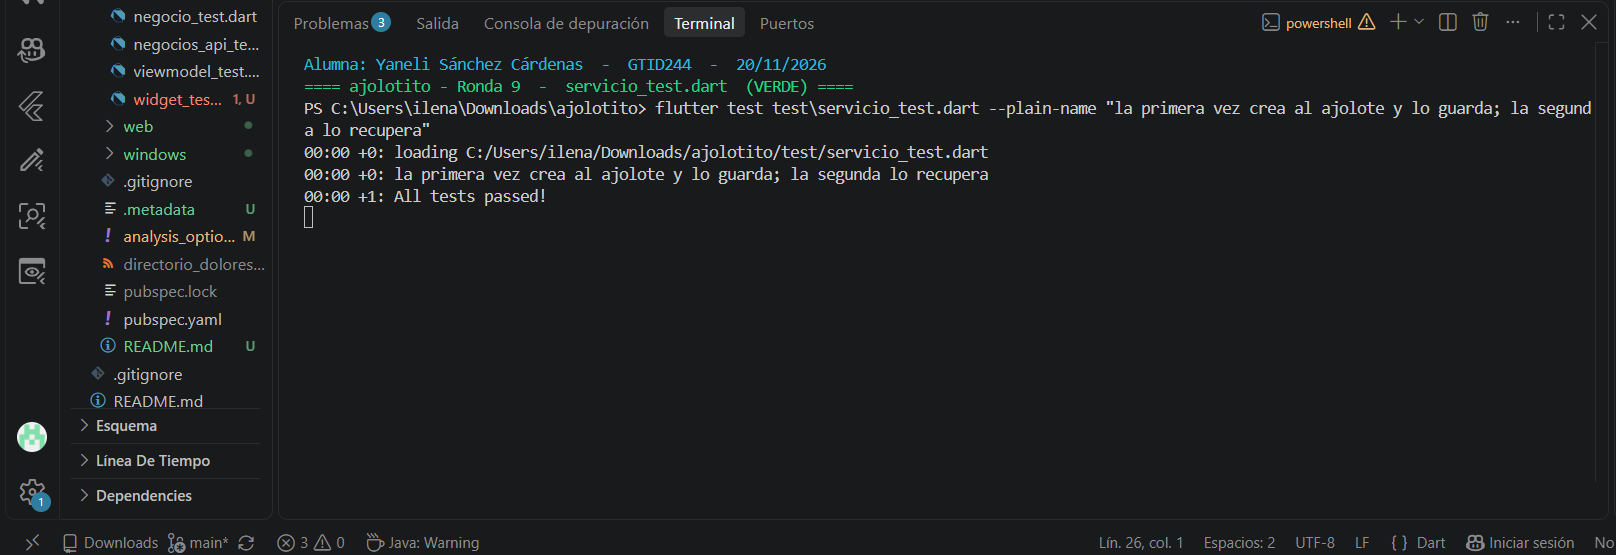 negocio_test.dart
negocios_api_te...
viewmodel_test....
widget_tes... 1, U
web
windows
.gitignore
.metadata U
analysis_optio... M
directorio_dolores...
pubspec.lock
pubspec.yaml
README.md U
.gitignore
README.md
Esquema
Línea De Tiempo
Dependencies
1
Problemas 3 Salida Consola de depuración Terminal Puertos
powershell
Alumna: Yaneli Sánchez Cárdenas - GTID244 - 20/11/2026
==== ajolotito - Ronda 9 - servicio_test.dart (VERDE) ====
PS C:\Users\ilena\Downloads\ajolotito> flutter test test\servicio_test.dart --plain-name "la primera vez crea al ajolote y lo guarda; la segund
a lo recupera"
00:00 +0: loading C:/Users/ilena/Downloads/ajolotito/test/servicio_test.dart
00:00 +0: la primera vez crea al ajolote y lo guarda; la segunda lo recupera
00:00 +1: All tests passed!
Downloads main* 3 0 Java: Warning Lín. 26, col. 1 Espacios: 2 UTF-8 LF { } Dart Iniciar sesión No